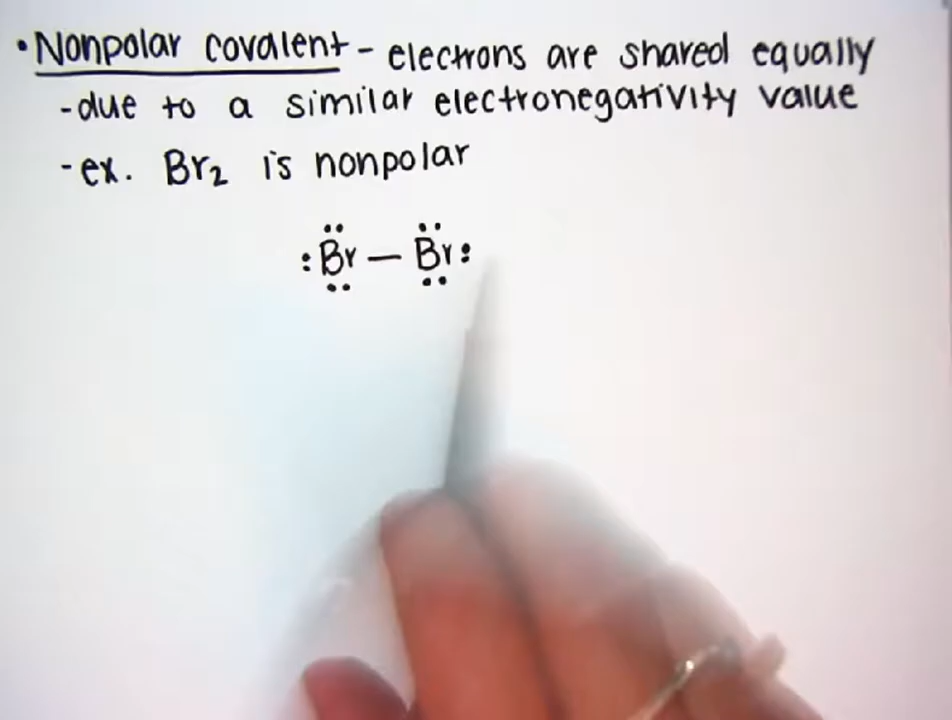 •Nonpolar covalent - electrons are shared equally
-due to a similar electronegativity value
-ex. Br₂ is nonpolar
:Br — Br: